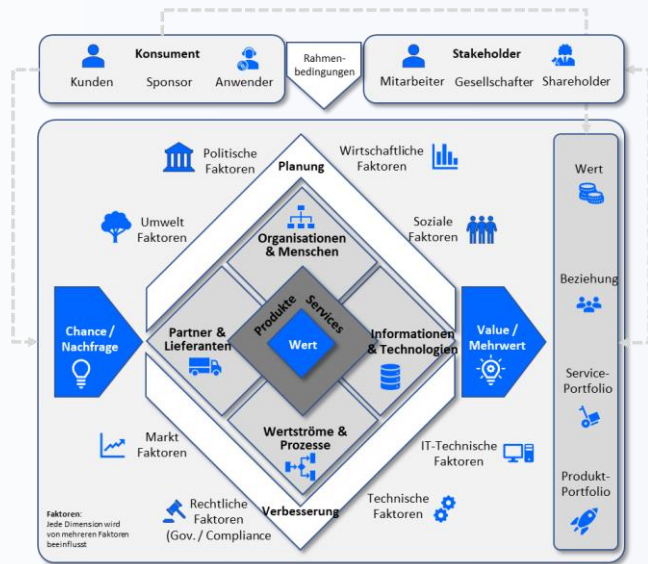 Konsument
Kunden
Sponsor
Anwender
Rahmen-
bedingungen
Stakeholder
Mitarbeiter
Gesellschafter
Shareholder
Politische
Faktoren
Planung
Wirtschaftliche
Faktoren
Umwelt
Faktoren
Soziale
Faktoren
Organisationen
& Menschen
Chance /
Nachfrage
Partner &
Lieferanten
Produkte
Services
Wert
Informationen
& Technologien
Value /
Mehrwert
Wertströme &
Prozesse
Markt
Faktoren
IT-Technische
Faktoren
Rechtliche
Faktoren
(Gov. / Compliance
Verbesserung
Technische
Faktoren
Faktoren:
Jede Dimension wird
von mehreren Faktoren
beeinflusst
Wert
Beziehung
Service-
Portfolio
Produkt-
Portfolio